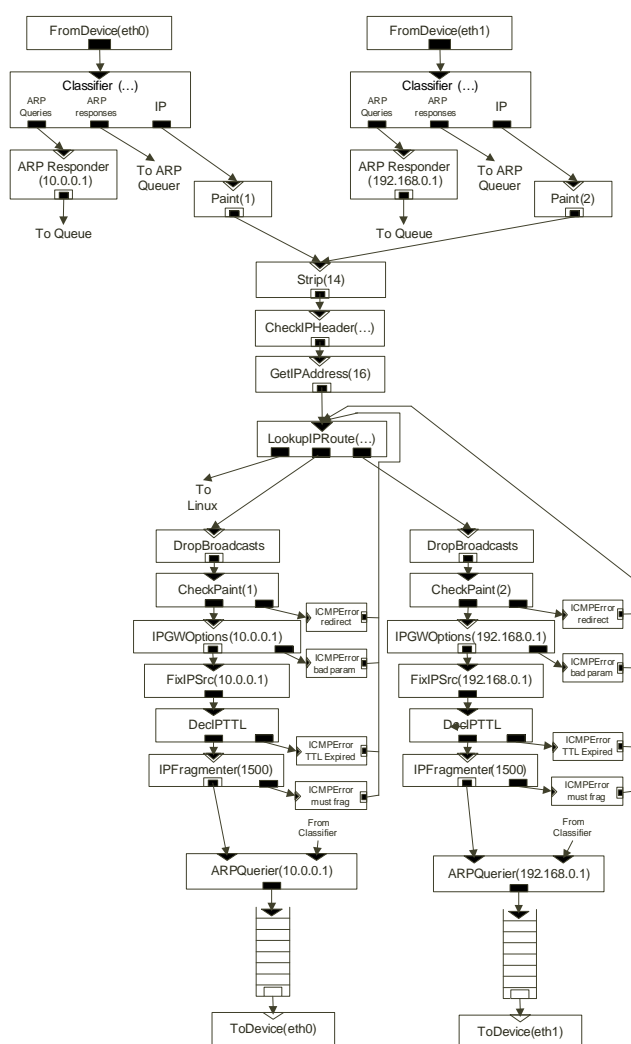 FromDevice(eth0)
FromDevice(eth1)
Classifier (...)
ARP
Queries
ARP
responses
IP
Classifier (...)
ARP
Queries
ARP
responses
IP
ARP Responder
(10.0.0.1)
To ARP
Queuer
Paint(1)
To Queue
ARP Responder
(192.168.0.1)
To ARP
Queuer
Paint(2)
To Queue
Strip(14)
CheckIPHeader(...)
GetIPAddress(16)
LookupIPRoute(...)
To
Linux
DropBroadcasts
CheckPaint(1)
ICMPError
redirect
IPGWOptions(10.0.0.1)
ICMPError
bad param
FixIPSrc(10.0.0.1)
DecIPTTL
ICMPError
TTL Expired
IPFragmenter(1500)
ICMPError
must frag
From
Classifier
ARPQuerier(10.0.0.1)
ToDevice(eth0)
DropBroadcasts
CheckPaint(2)
ICMPError
redirect
IPGWOptions(192.168.0.1)
ICMPError
bad param
FixIPSrc(192.168.0.1)
DecIPTTL
ICMPError
TTL Expired
IPFragmenter(1500)
ICMPError
must frag
From
Classifier
ARPQuerier(192.168.0.1)
ToDevice(eth1)